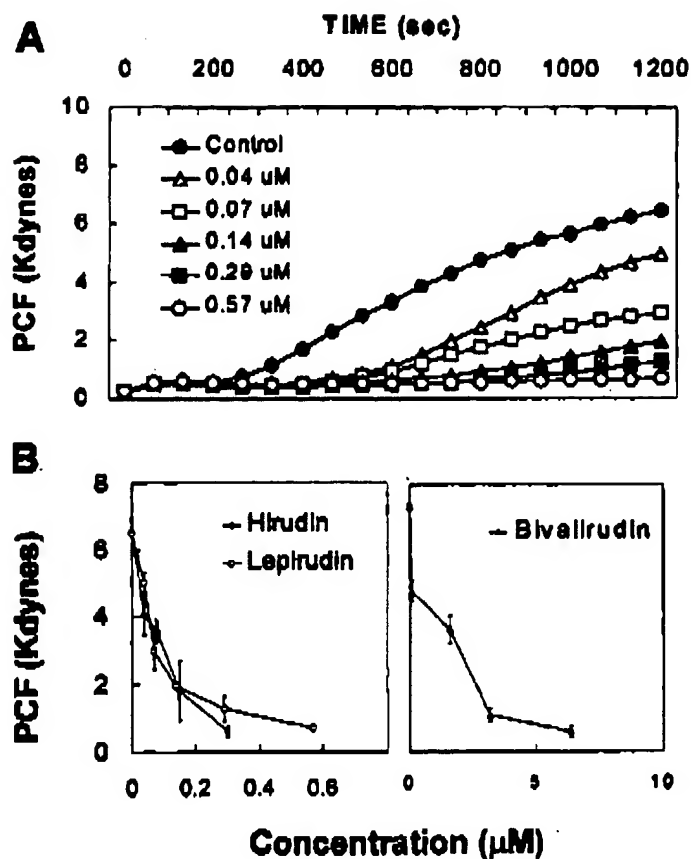 A
TIME (sec)
0 200 400 600 800 1000 1200
PCF (Kdynes)
10
8
6
4
2
0
Control
0.04 uM
0.07 uM
0.14 uM
0.29 uM
0.57 uM
B
PCF (Kdynes)
8
6
4
2
0
Hirudin
Lepirudin
Bivalirudin
0 0.2 0.4 0.6
0 5 10
Concentration (μM)